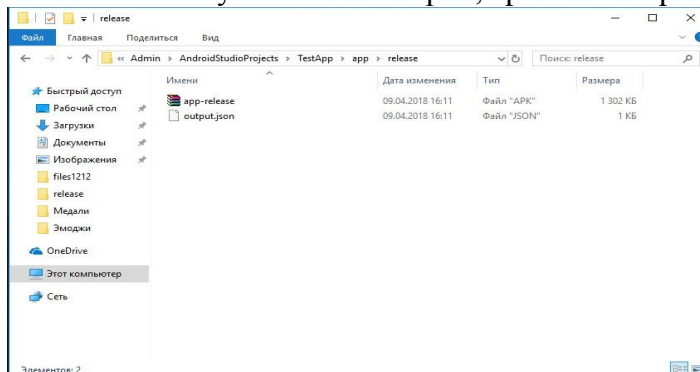 release
Файл Главная Поделиться Вид
Admin > AndroidStudioProjects > TestApp > app > release
Поиск: release
Имени Дата изменения Тип Размера
app-release 09.04.2018 16:11 Файл "APK" 1 302 КБ
output.json 09.04.2018 16:11 Файл "JSON" 1 КБ
Быстрый доступ
Рабочий стол
Загрузки
Документы
Изображения
files1212
release
Медали
Эмоджи
OneDrive
Этот компьютер
Сеть
Элементов: 2